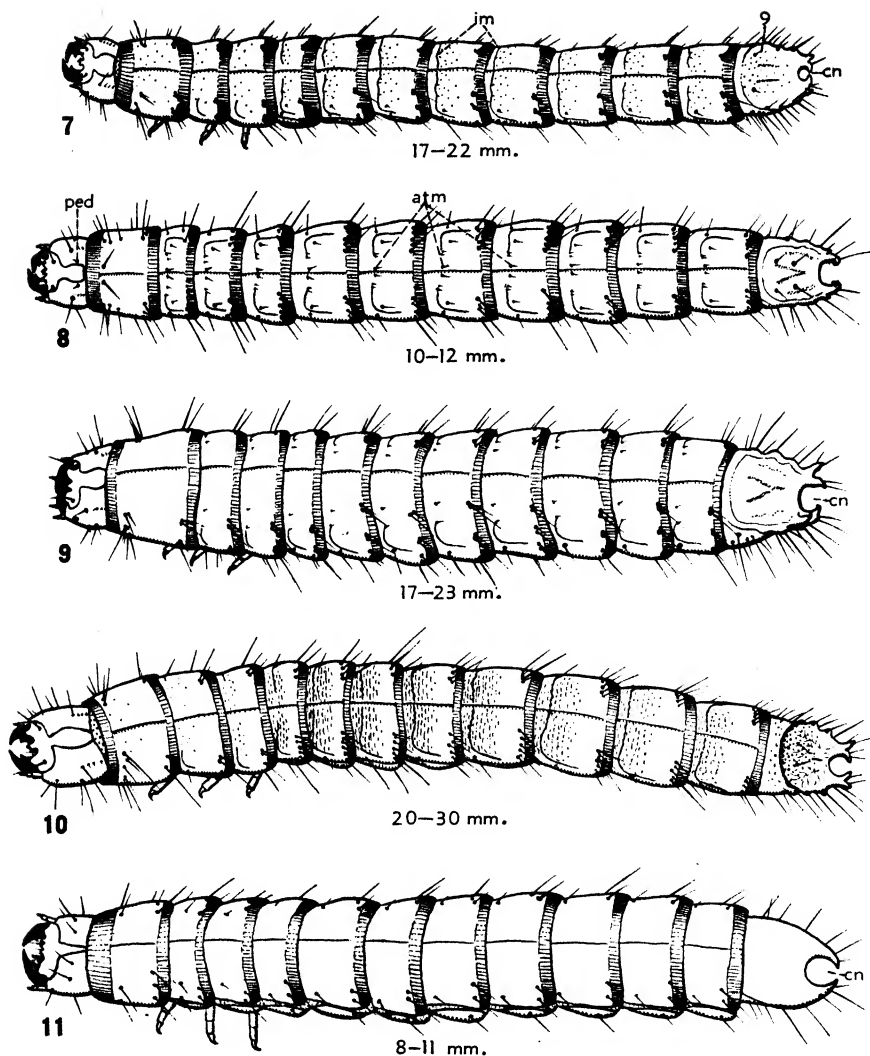 im
9
cn
7
17–22 mm.
ped
atm
8
10–12 mm.
cn
9
17–23 mm.
10
20–30 mm.
cn
11
8–11 mm.